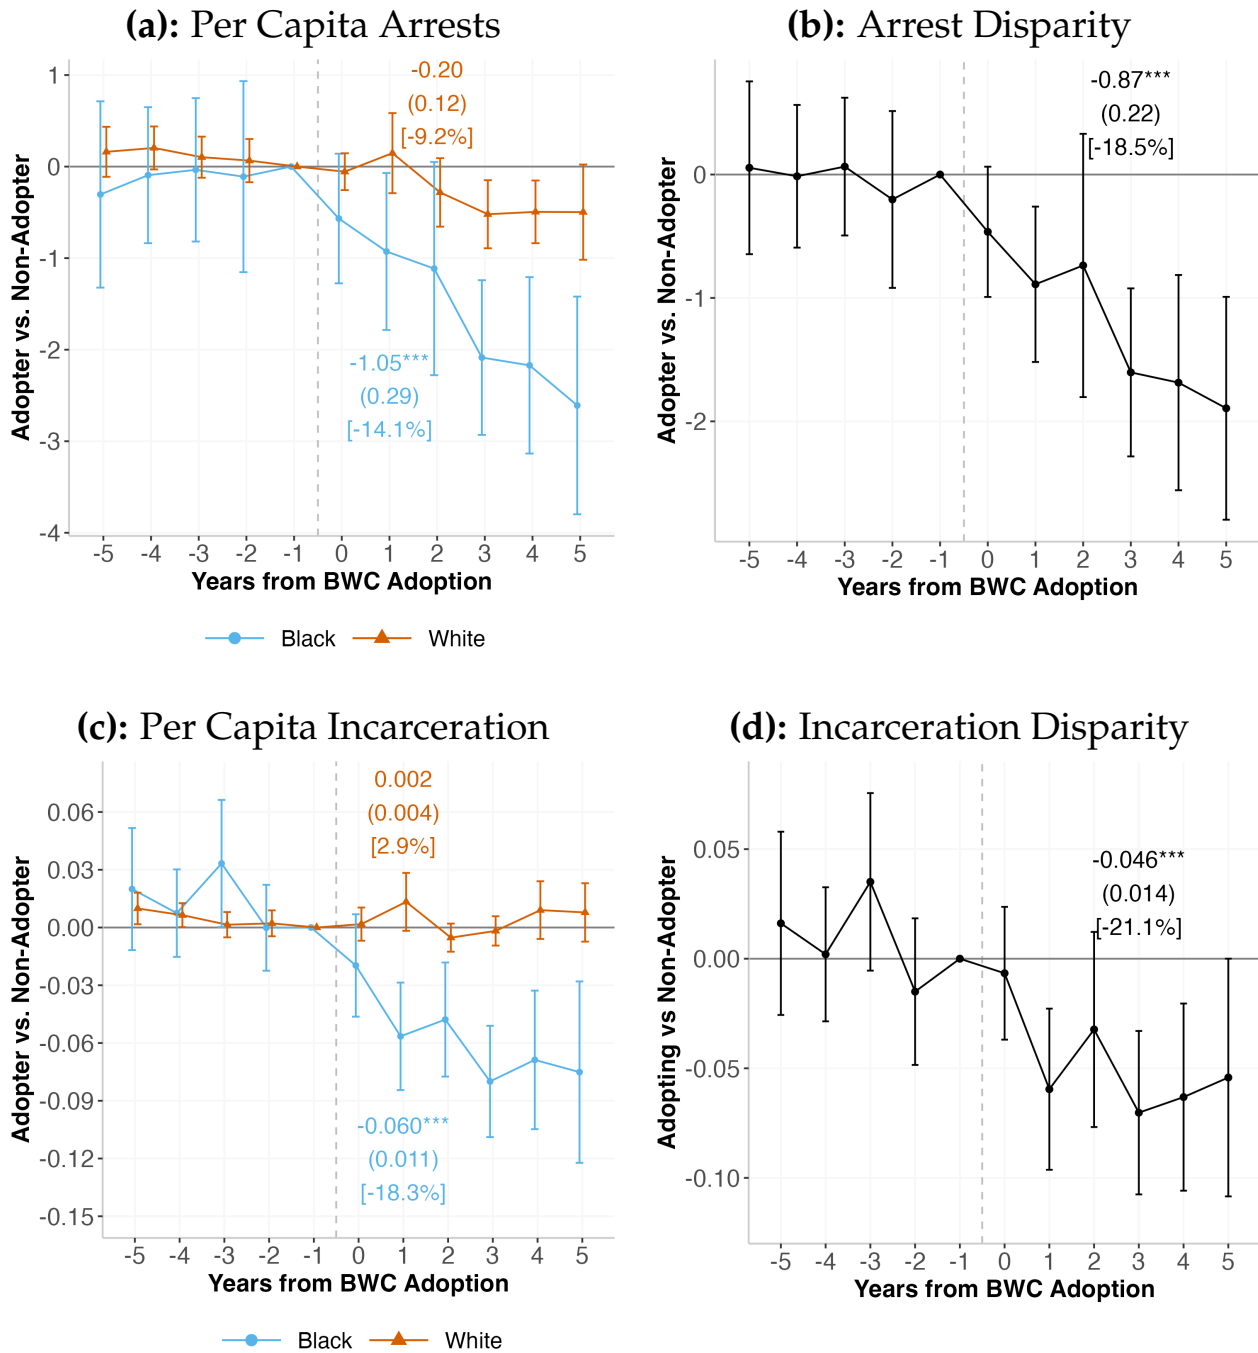 (a): Per Capita Arrests
Adopter vs. Non-Adopter
1
0
-1
-2
-3
-4
-0.20
(0.12)
[-9.2%]
-1.05***
(0.29)
[-14.1%]
-5 -4 -3 -2 -1 0 1 2 3 4 5
Years from BWC Adoption
Black White
(b): Arrest Disparity
Adopter vs. Non-Adopter
0
-1
-2
-0.87***
(0.22)
[-18.5%]
-5 -4 -3 -2 -1 0 1 2 3 4 5
Years from BWC Adoption
(c): Per Capita Incarceration
Adopter vs. Non-Adopter
0.06
0.03
0.00
-0.03
-0.06
-0.09
-0.12
-0.15
0.002
(0.004)
[2.9%]
-0.060***
(0.011)
[-18.3%]
-5 -4 -3 -2 -1 0 1 2 3 4 5
Years from BWC Adoption
Black White
(d): Incarceration Disparity
Adopting vs Non-Adopter
0.05
0.00
-0.05
-0.10
-0.046***
(0.014)
[-21.1%]
-5 -4 -3 -2 -1 0 1 2 3 4 5
Years from BWC Adoption